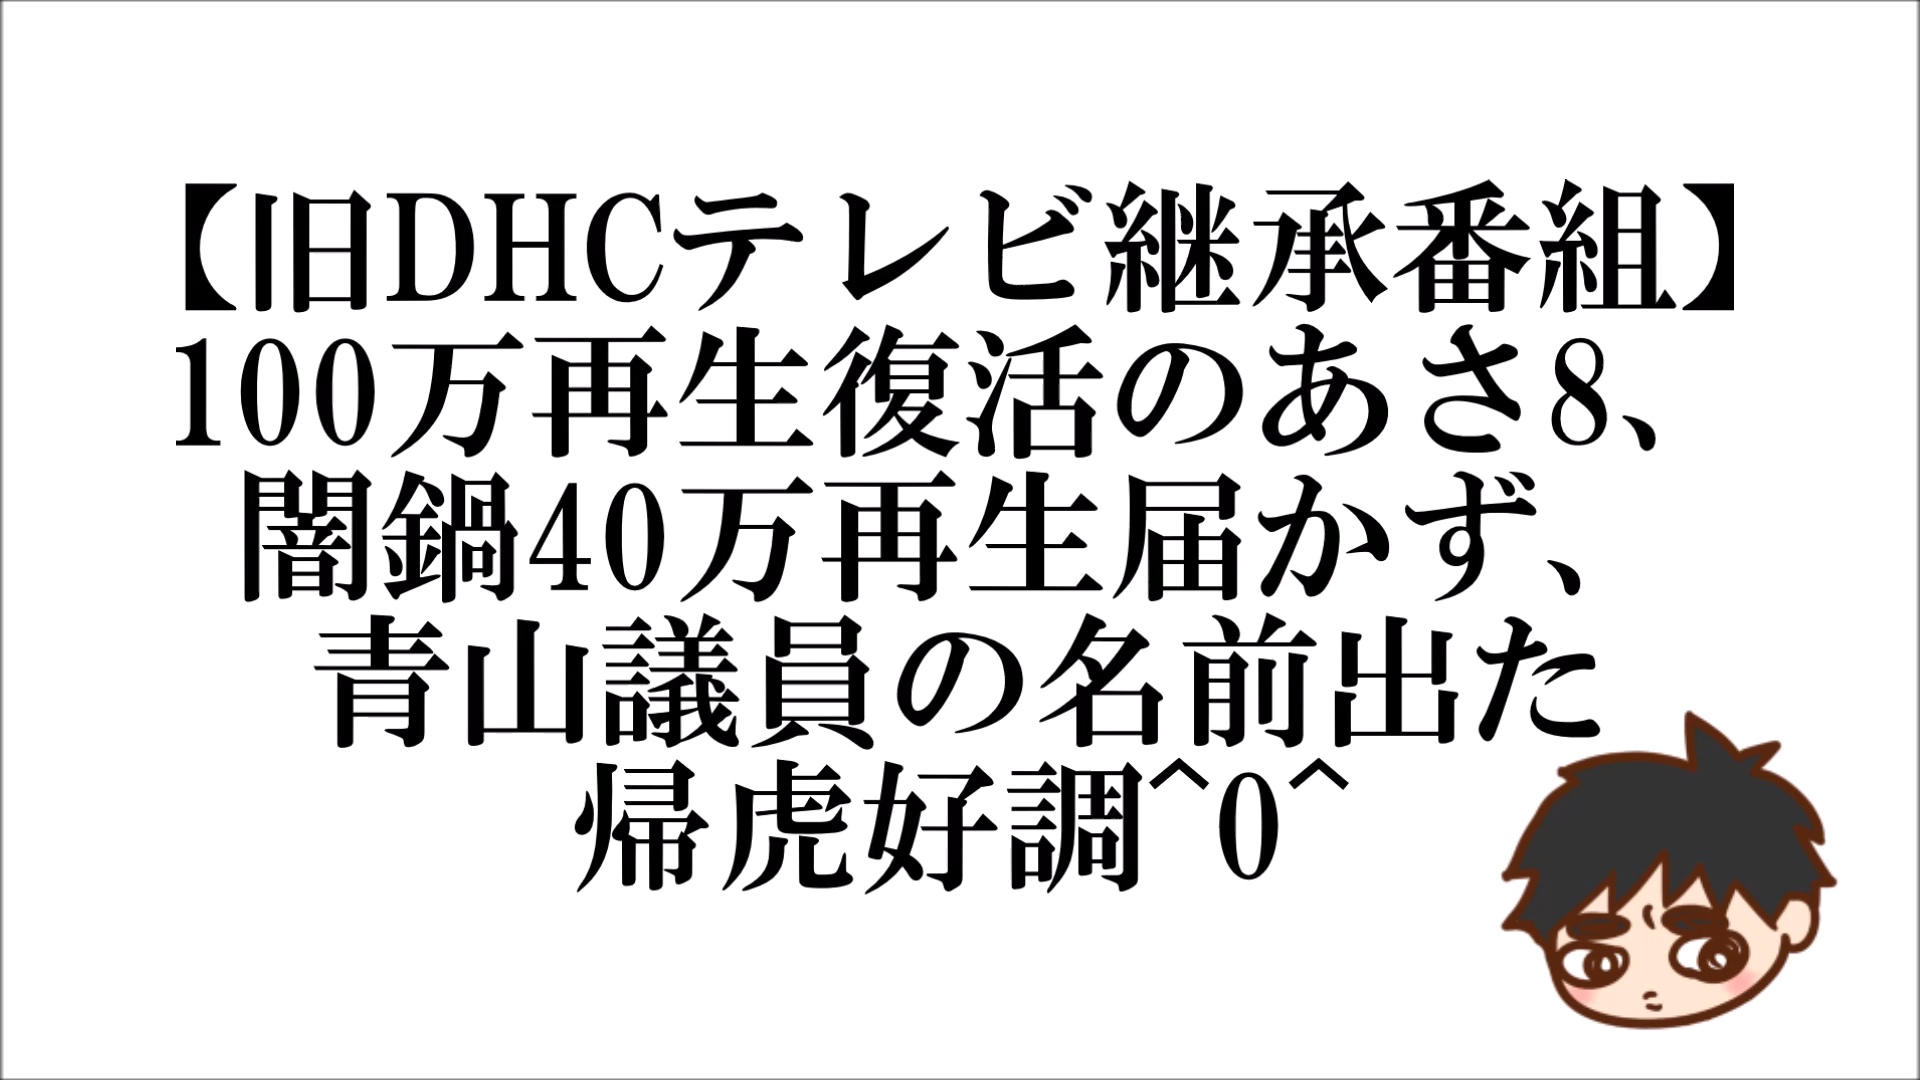 【旧DHCテレビ継承番組】
100万再生復活のあさ8、
闇鍋40万再生届かず、
青山議員の名前出た
帰虎好調^0^